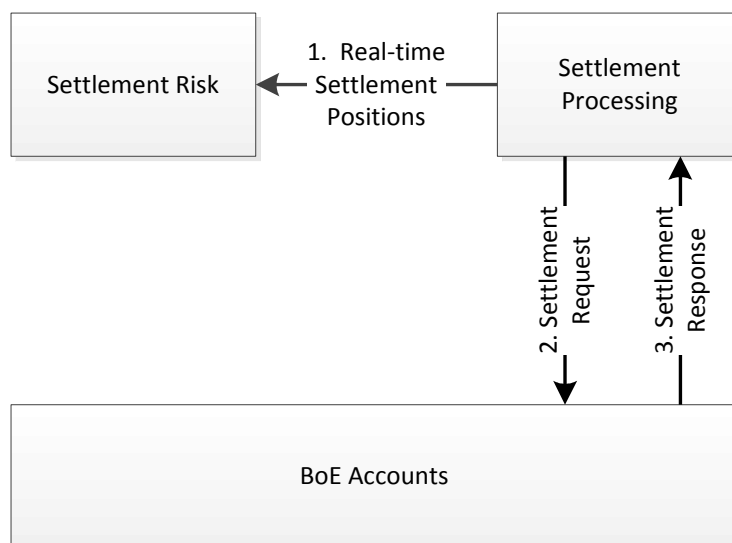 Settlement Risk
1. Real-time
Settlement
Positions
Settlement
Processing
2. Settlement
Request
3. Settlement
Response
BoE Accounts